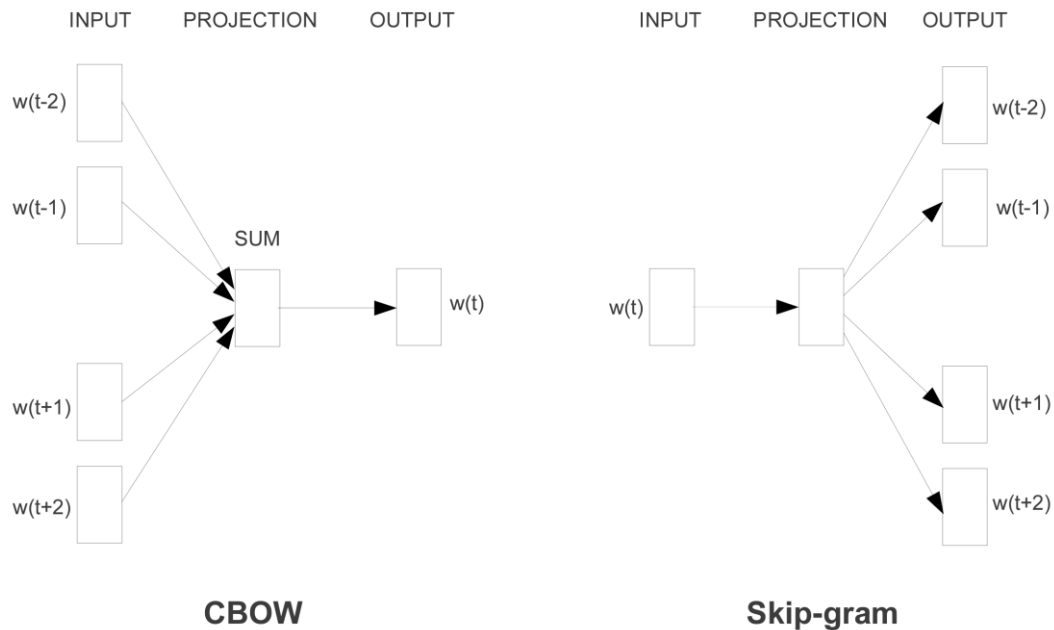 INPUT PROJECTION OUTPUT
w(t-2)
w(t-1)
SUM
w(t)
w(t+1)
w(t+2)
CBOW
INPUT PROJECTION OUTPUT
w(t-2)
w(t-1)
w(t)
w(t+1)
w(t+2)
Skip-gram